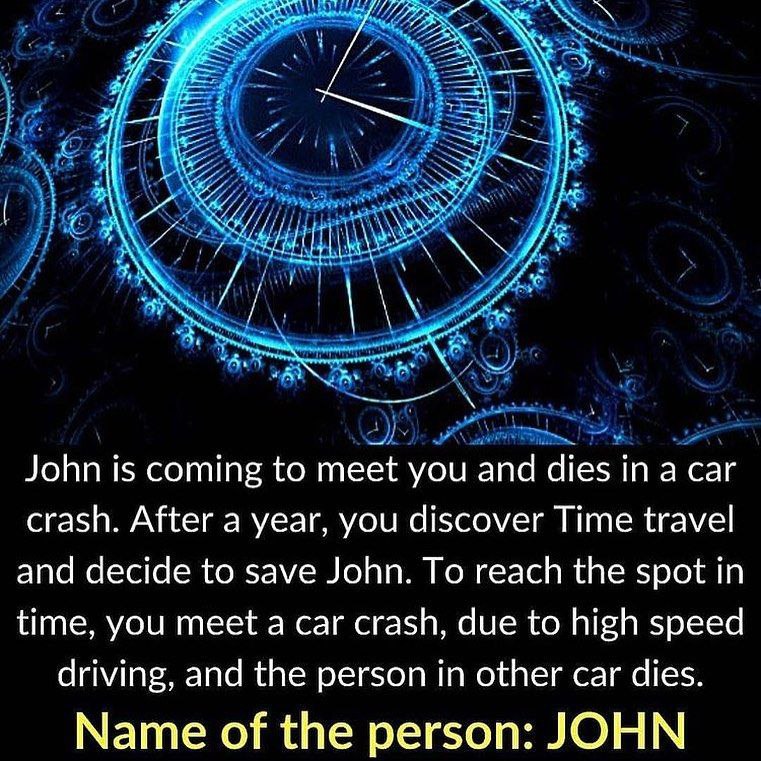 John is coming to meet you and dies in a car
crash. After a year, you discover Time travel
and decide to save John. To reach the spot in
time, you meet a car crash, due to high speed
driving, and the person in other car dies.
Name of the person: JOHN